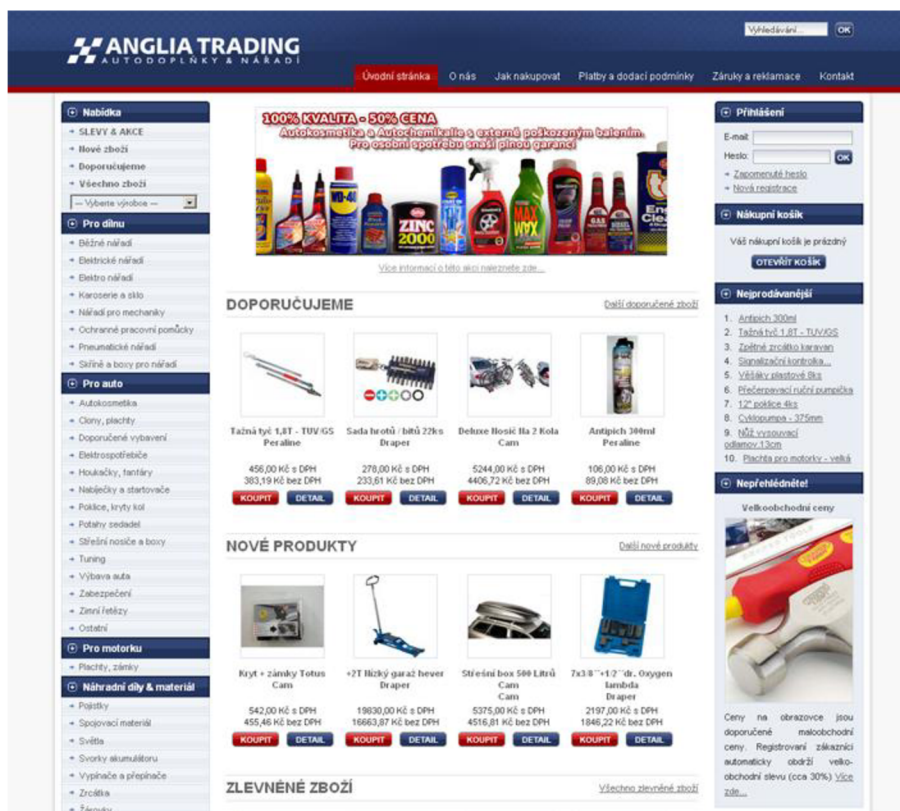 ANGLIA TRADING
AUTODOPLŇKY & NÁŘADÍ
Vyhledávání...
OK
Úvodní stránka
O nás
Jak nakupovat
Platby a dodací podmínky
Záruky a reklamace
Kontakt
Nabídka
SLEVY & AKCE
Nové zboží
Doporučujeme
Všechno zboží
--- Vyberte výrobce ---
Pro dílnu
Běžné nářadí
Elektrické nářadí
Elektro nářadí
Karoserie a sklo
Nářadí pro mechaniky
Ochranné pracovní pomůcky
Pneumatické nářadí
Skříně a boxy pro nářadí
Pro auto
Autokosmetika
Clony, plachty
Doporučené vybavení
Elektrospotřebiče
Houkačky, fanfáry
Nabíječky a startovače
Poklice, kryty kol
Potahy sedadel
Střešní nosiče a boxy
Tuning
Výbava auta
Zabezpečení
Zimní řetězy
Ostatní
Pro motorku
Plachty, zámky
Náhradní díly & materiál
Pojistky
Spojovací materiál
Světla
Svorky akumulátoru
Vypínače a přepínače
Zrcátka
Žárovky
100% KVALITA - 50% CENA
Autokosmetika a Autochemikalie s externě poškozeným balením.
Pro osobní spotřebu snaší plnou garanci
WD-40
ZINC
2000
Více informací o této akci naleznete zde...
DOPORUČUJEME
Další doporučené zboží
Tažná tyč 1,8T - TUV/GS
Peraline
456,00 Kč s DPH
383,19 Kč bez DPH
KOUPIT
DETAIL
Sada hrotů / bitů 22ks
Draper
278,00 Kč s DPH
233,61 Kč bez DPH
KOUPIT
DETAIL
Deluxe Nosič Na 2 Kola
Cam
5244,00 Kč s DPH
4406,72 Kč bez DPH
KOUPIT
DETAIL
Antipich 300ml
Peraline
106,00 Kč s DPH
89,08 Kč bez DPH
KOUPIT
DETAIL
NOVÉ PRODUKTY
Další nové produkty
Kryt + zámky Totus
Cam
542,00 Kč s DPH
455,46 Kč bez DPH
KOUPIT
DETAIL
+2T Nízký garaž hever
Draper
19830,00 Kč s DPH
16663,87 Kč bez DPH
KOUPIT
DETAIL
Střešní box 500 Litrů
Cam
Cam
5375,00 Kč s DPH
4516,81 Kč bez DPH
KOUPIT
DETAIL
7x3/8´´+1/2´´dr. Oxygen
lambda
Draper
2197,00 Kč s DPH
1846,22 Kč bez DPH
KOUPIT
DETAIL
ZLEVNĚNÉ ZBOŽÍ
Všechno zlevněné zboží
Přihlášení
E-mail:
Heslo:
OK
Zapomenuté heslo
Nová registrace
Nákupní košík
Váš nákupní košík je prázdný
OTEVŘÍT KOŠÍK
Nejprodávanější
1. Antipich 300ml
2. Tažná tyč 1,8T - TUV/GS
3. Zpětné zrcátko karavan
4. Signalizační kontrolka...
5. Věšáky plastové 8ks
6. Přečerpavací ruční pumpička
7. 12" poklice 4ks
8. Cyklopumpa - 375mm
9. Nůž vysouvací
odlamov.13cm
10. Plachta pro motorky - velká
Nepřehlédněte!
Velkoobchodní ceny
Ceny na obrazovce jsou
doporučené maloobchodní
ceny. Registrovaní zákazníci
automaticky obdrží velko-
obchodní slevu (cca 30%) Více
zde...